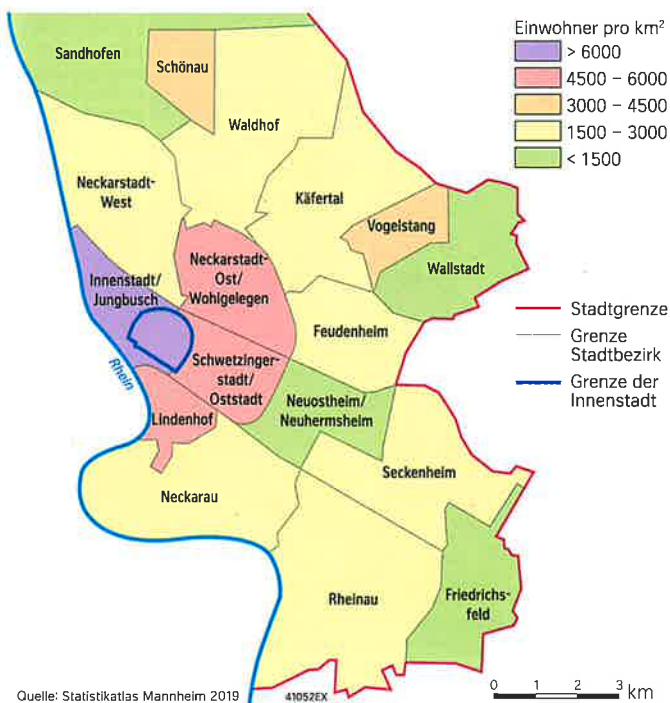 Sandhofen
Schönau
Waldhof
Neckarstadt-
West
Käfertal
Vogelstang
Wallstadt
Innenstadt/
Jungbusch
Neckarstadt-
Ost/
Wohlgelegen
Feudenheim
Rhein
Schwetzinger-
stadt/
Oststadt
Lindenhof
Neuostheim/
Neuhermsheim
Seckenheim
Neckarau
Rheinau
Friedrichs-
feld
Einwohner pro km²
> 6000
4500 – 6000
3000 – 4500
1500 – 3000
< 1500
Stadtgrenze
Grenze
Stadtbezirk
Grenze der
Innenstadt
Quelle: Statistikatlas Mannheim 2019
41052EX
0 1 2 3
km